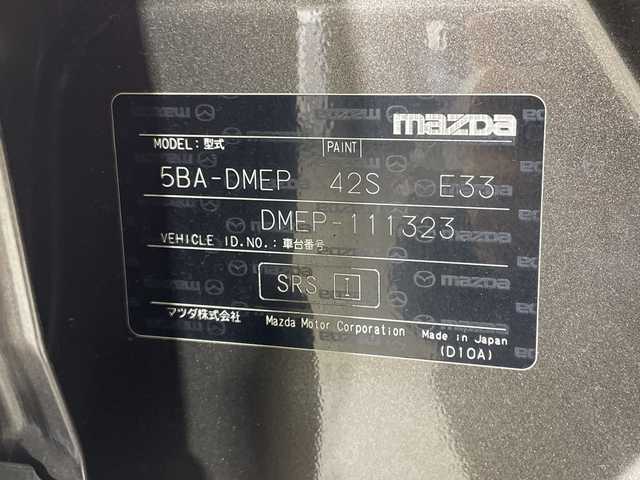 mazda
MODEL: 型式 PAINT
5BA-DMEP 42S E33
DMEP-111323
VEHICLE I.D.NO.: 車台番号
SRS I
マツダ株式会社 Mazda Motor Corporation Made in Japan
(D10A)